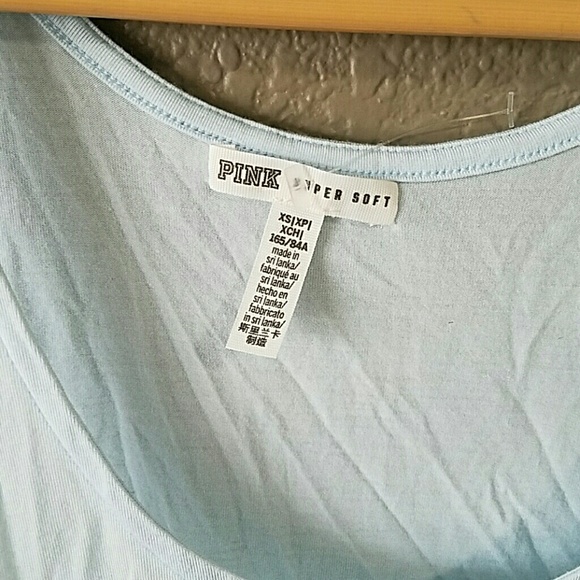 PINK SUPER SOFT
XS|XP|
XCH|
165/84A
made in
sri lanka/
fabriqué au
sri lanka/
hecho en
sri lanka/
fabbricato
in sri lanka/
斯里兰卡
制造